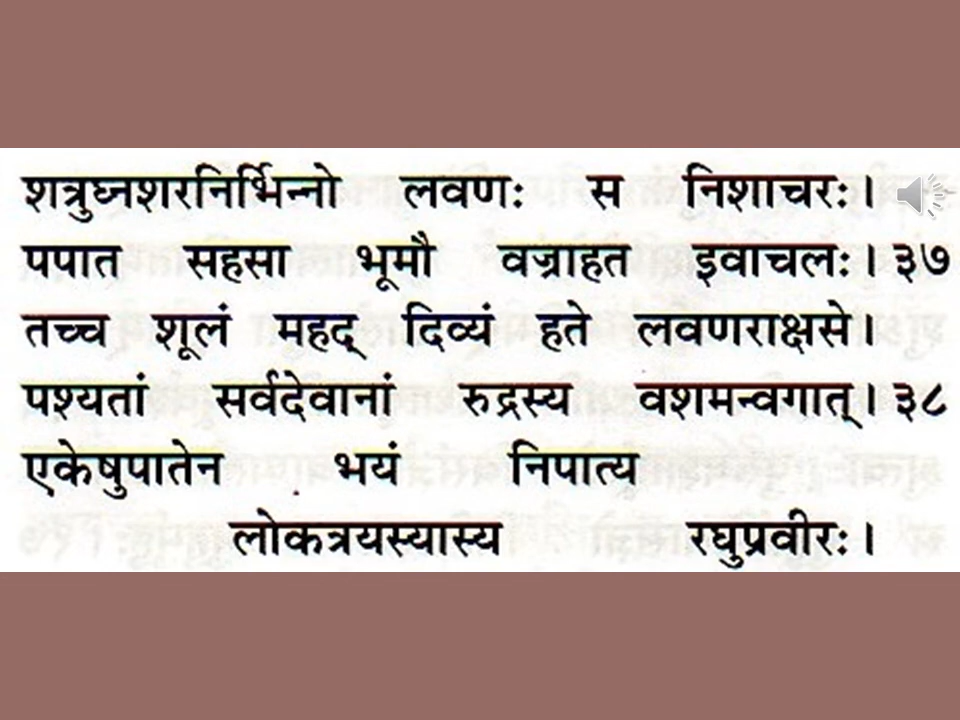 शत्रुघ्नशरनिर्भिन्नो लवणः स निशाचरः।
पपात सहसा भूमौ वज्राहत इवाचलः। ३७
तच्च शूलं महद् दिव्यं हते लवणराक्षसे।
पश्यतां सर्वदेवानां रुद्रस्य वशमन्वगात्। ३८
एकेषुपातेन भयं निपात्य
लोकत्रयस्यास्य रघुप्रवीरः।